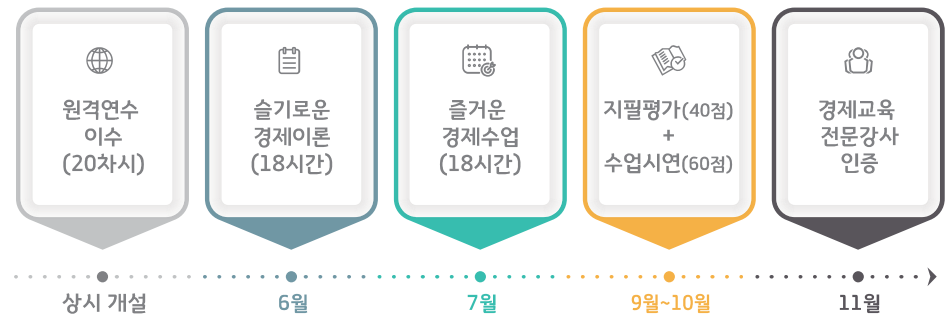 원격연수
이수
(20차시)
슬기로운
경제이론
(18시간)
즐거운
경제수업
(18시간)
지필평가(40점)
+
수업시연(60점)
경제교육
전문강사
인증
상시 개설
6월
7월
9월~10월
11월